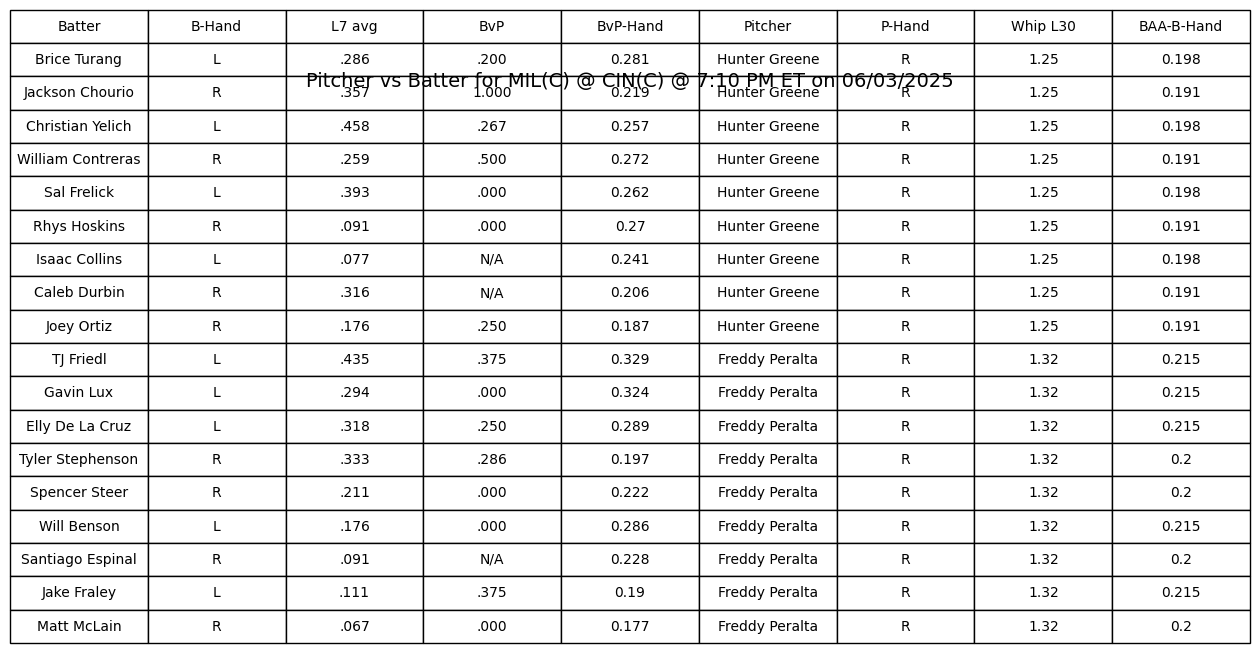 Batter B-Hand L7 avg BvP BvP-Hand Pitcher P-Hand Whip L30 BAA-B-Hand
Brice Turang L .286 .200 0.281 Hunter Greene R 1.25 0.198
Pitcher vs Batter for MIL(C) @ CIN(C) @ 7:10 PM ET on 06/03/2025
Jackson Chourio R .357 1.000 0.219 Hunter Greene R 1.25 0.191
Christian Yelich L .458 .267 0.257 Hunter Greene R 1.25 0.198
William Contreras R .259 .500 0.272 Hunter Greene R 1.25 0.191
Sal Frelick L .393 .000 0.262 Hunter Greene R 1.25 0.198
Rhys Hoskins R .091 .000 0.27 Hunter Greene R 1.25 0.191
Isaac Collins L .077 N/A 0.241 Hunter Greene R 1.25 0.198
Caleb Durbin R .316 N/A 0.206 Hunter Greene R 1.25 0.191
Joey Ortiz R .176 .250 0.187 Hunter Greene R 1.25 0.191
TJ Friedl L .435 .375 0.329 Freddy Peralta R 1.32 0.215
Gavin Lux L .294 .000 0.324 Freddy Peralta R 1.32 0.215
Elly De La Cruz L .318 .250 0.289 Freddy Peralta R 1.32 0.215
Tyler Stephenson R .333 .286 0.197 Freddy Peralta R 1.32 0.2
Spencer Steer R .211 .000 0.222 Freddy Peralta R 1.32 0.2
Will Benson L .176 .000 0.286 Freddy Peralta R 1.32 0.215
Santiago Espinal R .091 N/A 0.228 Freddy Peralta R 1.32 0.2
Jake Fraley L .111 .375 0.19 Freddy Peralta R 1.32 0.215
Matt McLain R .067 .000 0.177 Freddy Peralta R 1.32 0.2